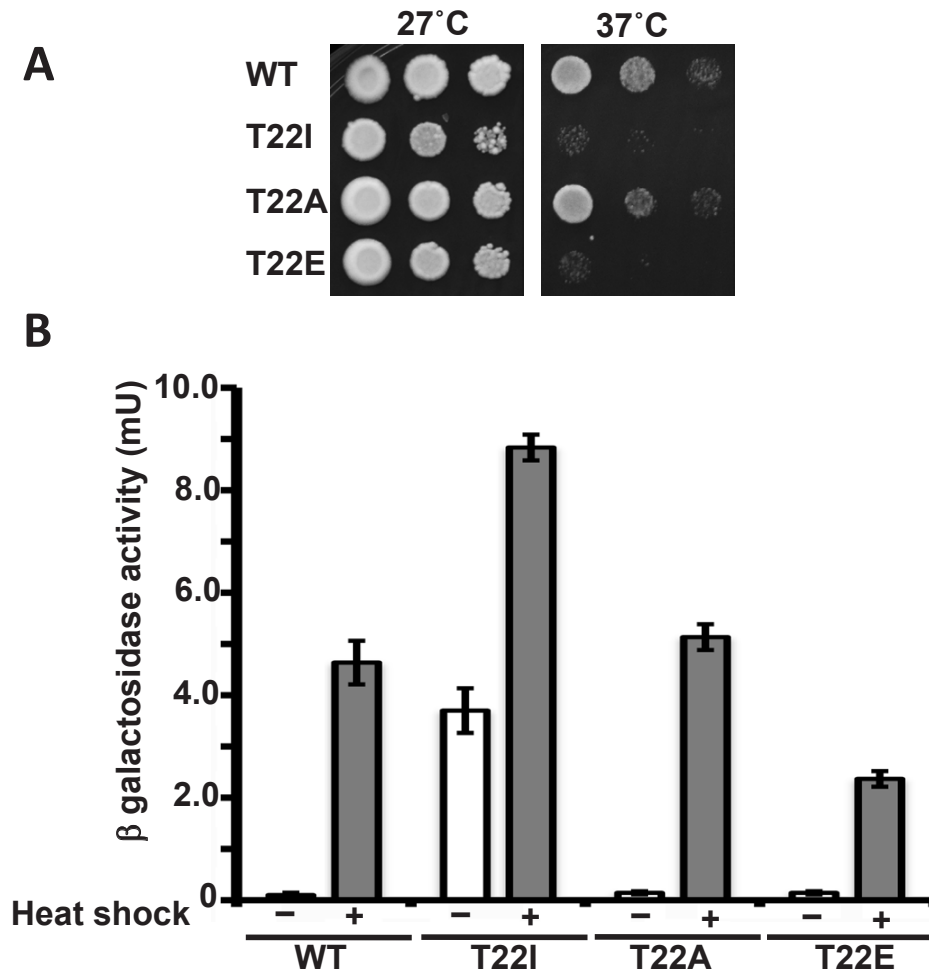 A
27˚C 37˚C
WT
T22I
T22A
T22E
B
β galactosidase activity (mU)
10.0
8.0
6.0
4.0
2.0
0
Heat shock − + − + − + − +
WT T22I T22A T22E